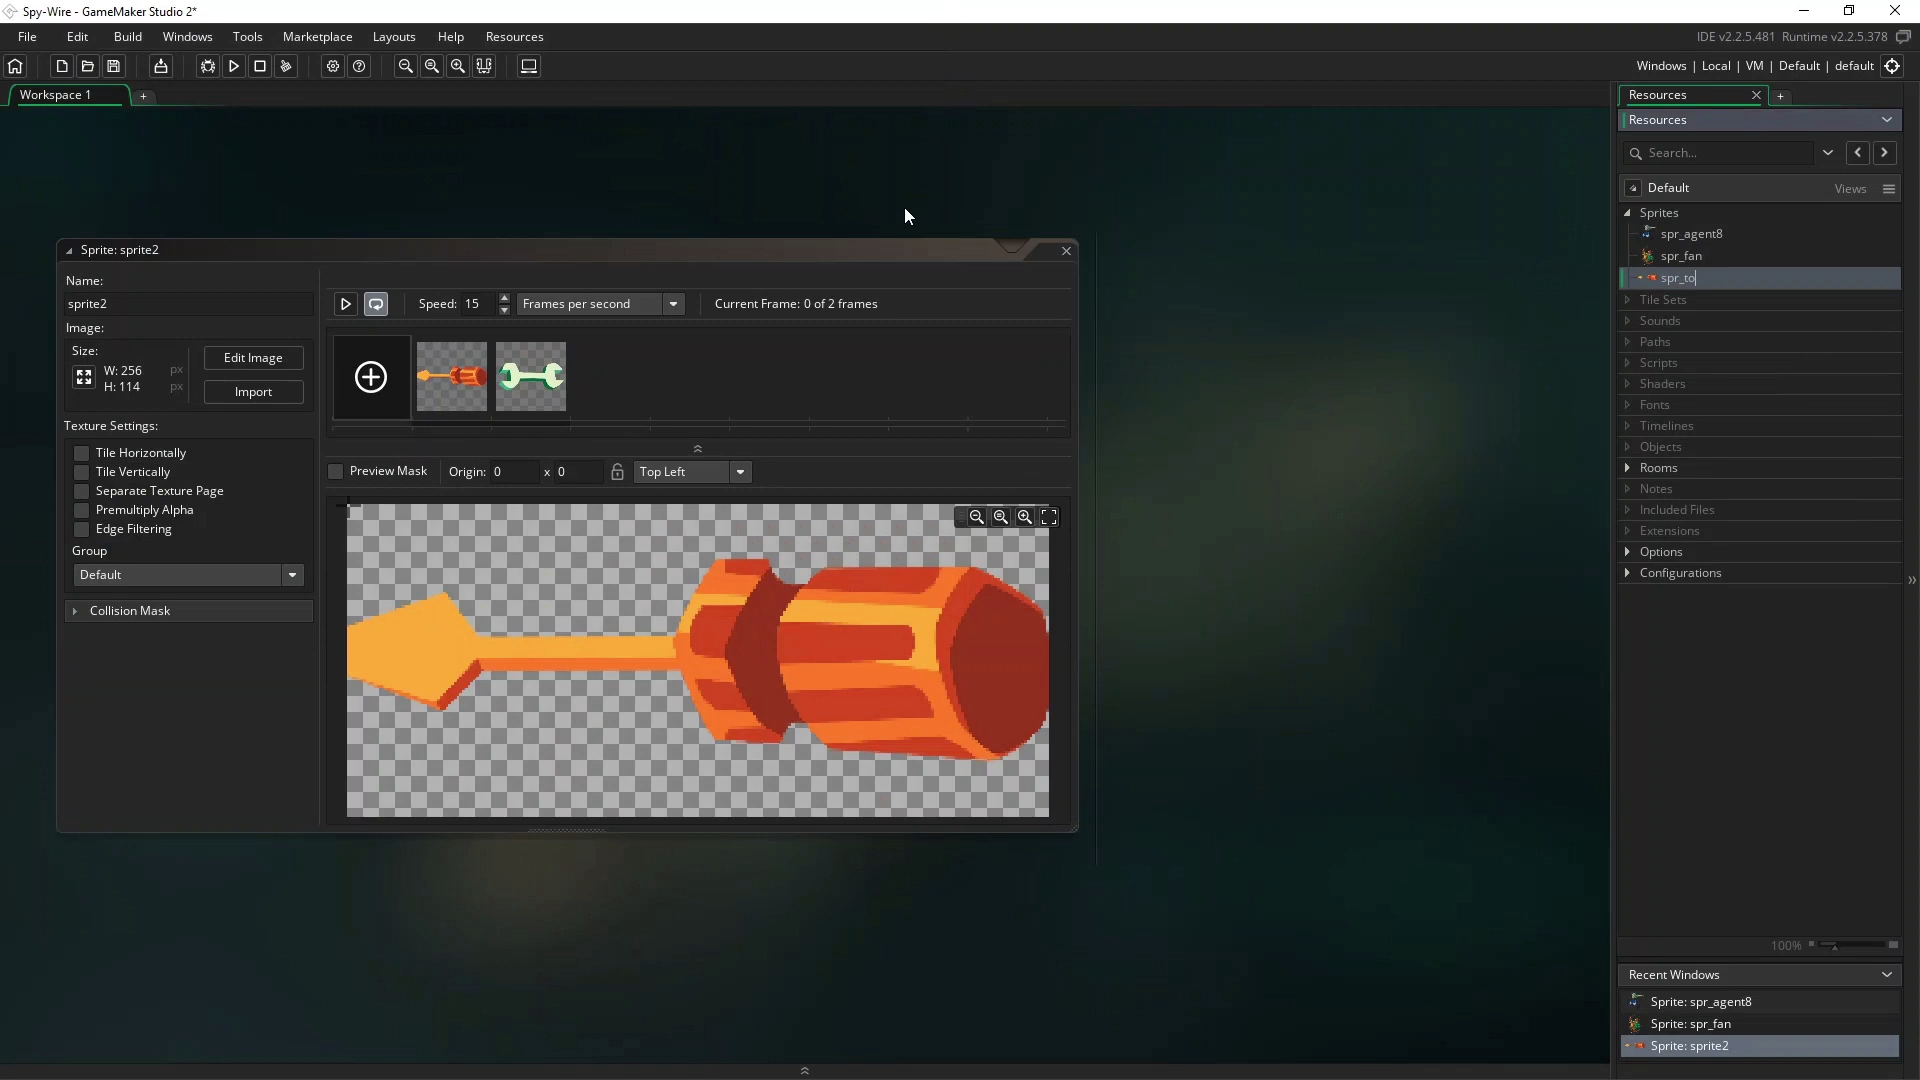 Spy-Wire - GameMaker Studio 2*
File Edit Build Windows Tools Marketplace Layouts Help Resources
IDE v2.2.5.481 Runtime v2.2.5.378
Windows | Local | VM | Default | default
Workspace 1
Resources
Resources
Search...
Default Views
Sprites
spr_agent8
spr_fan
spr_to
Tile Sets
Sounds
Paths
Scripts
Shaders
Fonts
Timelines
Objects
Rooms
Notes
Included Files
Extensions
Options
Configurations
100%
Recent Windows
Sprite: spr_agent8
Sprite: spr_fan
Sprite: sprite2
Sprite: sprite2
Name:
sprite2
Image:
Size:
W: 256 px
H: 114 px
Edit Image
Import
Texture Settings:
Tile Horizontally
Tile Vertically
Separate Texture Page
Premultiply Alpha
Edge Filtering
Group
Default
Collision Mask
Speed: 15 Frames per second Current Frame: 0 of 2 frames
Preview Mask Origin: 0 x 0 Top Left